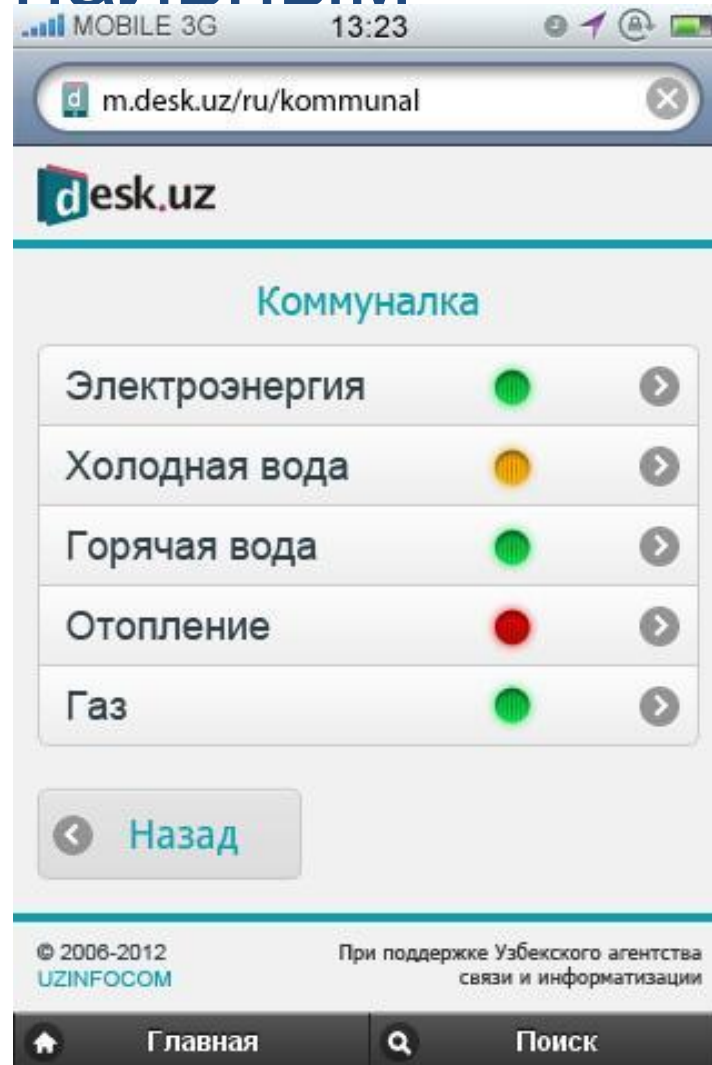 MOBILE 3G 13:23
m.desk.uz/ru/kommunal
desk.uz
Коммуналка
Электроэнергия
Холодная вода
Горячая вода
Отопление
Газ
Назад
© 2006-2012
UZINFOCOM
При поддержке Узбекского агентства
связи и информатизации
Главная
Поиск